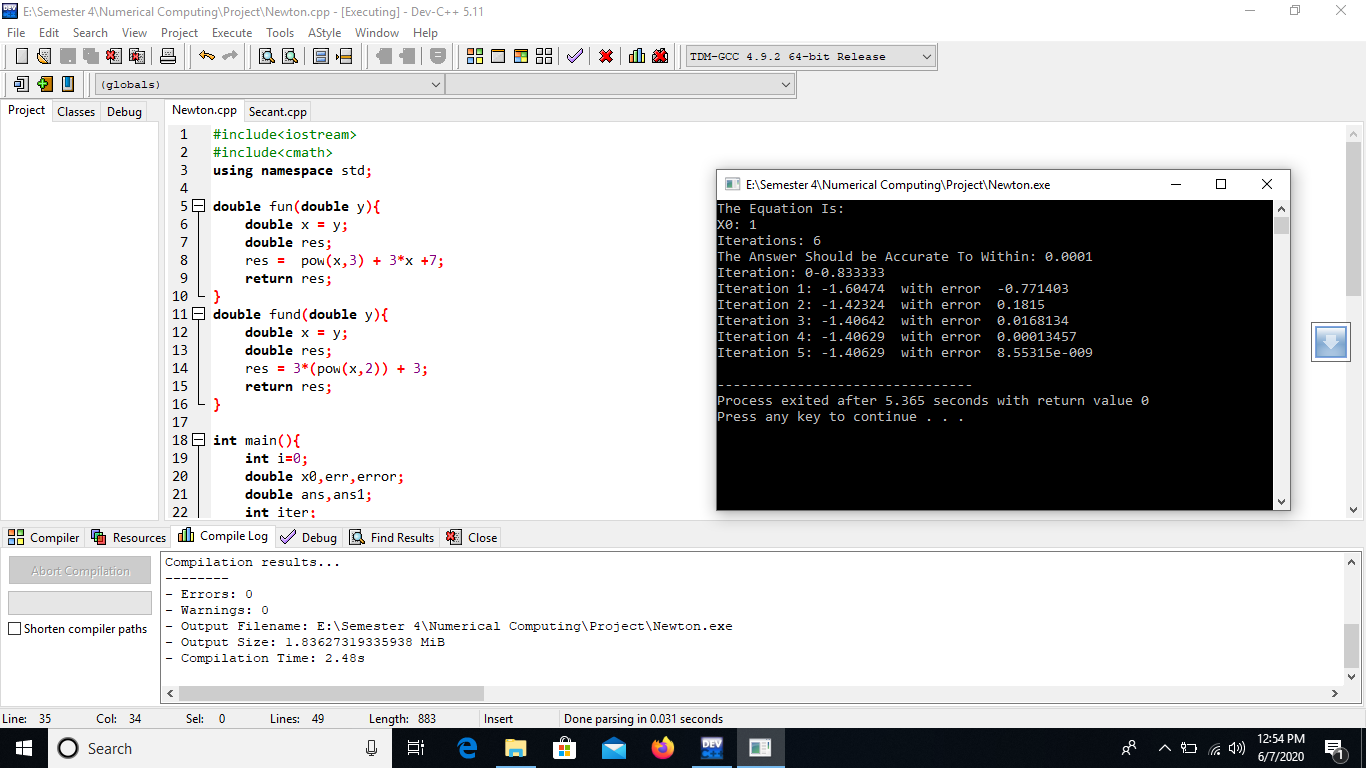 E:\Semester 4\Numerical Computing\Project\Newton.cpp - [Executing] - Dev-C++ 5.11
File Edit Search View Project Execute Tools AStyle Window Help
TDM-GCC 4.9.2 64-bit Release
(globals)
Project Classes Debug
Newton.cpp Secant.cpp
1 #include<iostream>
2 #include<cmath>
3 using namespace std;
4
5 double fun(double y){
6 double x = y;
7 double res;
8 res =  pow(x,3) + 3*x +7;
9 return res;
10 }
11 double fund(double y){
12 double x = y;
13 double res;
14 res = 3*(pow(x,2)) + 3;
15 return res;
16 }
17
18 int main(){
19 int i=0;
20 double x0,err,error;
21 double ans,ans1;
22 int iter;
E:\Semester 4\Numerical Computing\Project\Newton.exe
The Equation Is:
X0: 1
Iterations: 6
The Answer Should be Accurate To Within: 0.0001
Iteration: 0-0.833333
Iteration 1: -1.60474  with error  -0.771403
Iteration 2: -1.42324  with error  0.1815
Iteration 3: -1.40642  with error  0.0168134
Iteration 4: -1.40629  with error  0.00013457
Iteration 5: -1.40629  with error  8.55315e-009
--------------------------------
Process exited after 5.365 seconds with return value 0
Press any key to continue . . .
Compiler Resources Compile Log Debug Find Results Close
Abort Compilation
Shorten compiler paths
Compilation results...
--------
- Errors: 0
- Warnings: 0
- Output Filename: E:\Semester 4\Numerical Computing\Project\Newton.exe
- Output Size: 1.83627319335938 MiB
- Compilation Time: 2.48s
Line: 35 Col: 34 Sel: 0 Lines: 49 Length: 883 Insert Done parsing in 0.031 seconds
Search
DEV
12:54 PM
6/7/2020
1